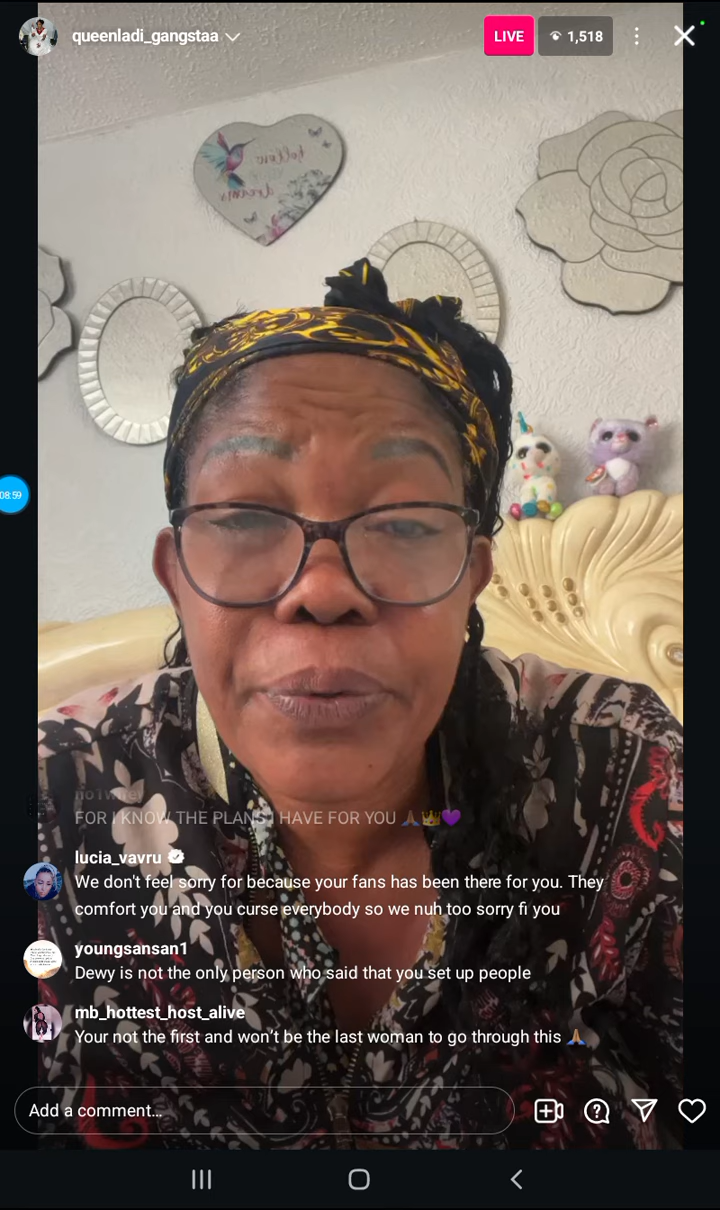 queenladi_gangstaa
LIVE
1,518
follow
dreams
08:59
no1wifey
FOR I KNOW THE PLANS I HAVE FOR YOU 🙏🏽👑💜
lucia_vavru
We don't feel sorry for because your fans has been there for you. They
comfort you and you curse everybody so we nuh too sorry fi you
youngsansan1
Dewy is not the only person who said that you set up people
mb_hottest_host_alive
Your not the first and won't be the last woman to go through this 🙏🏽
Add a comment...